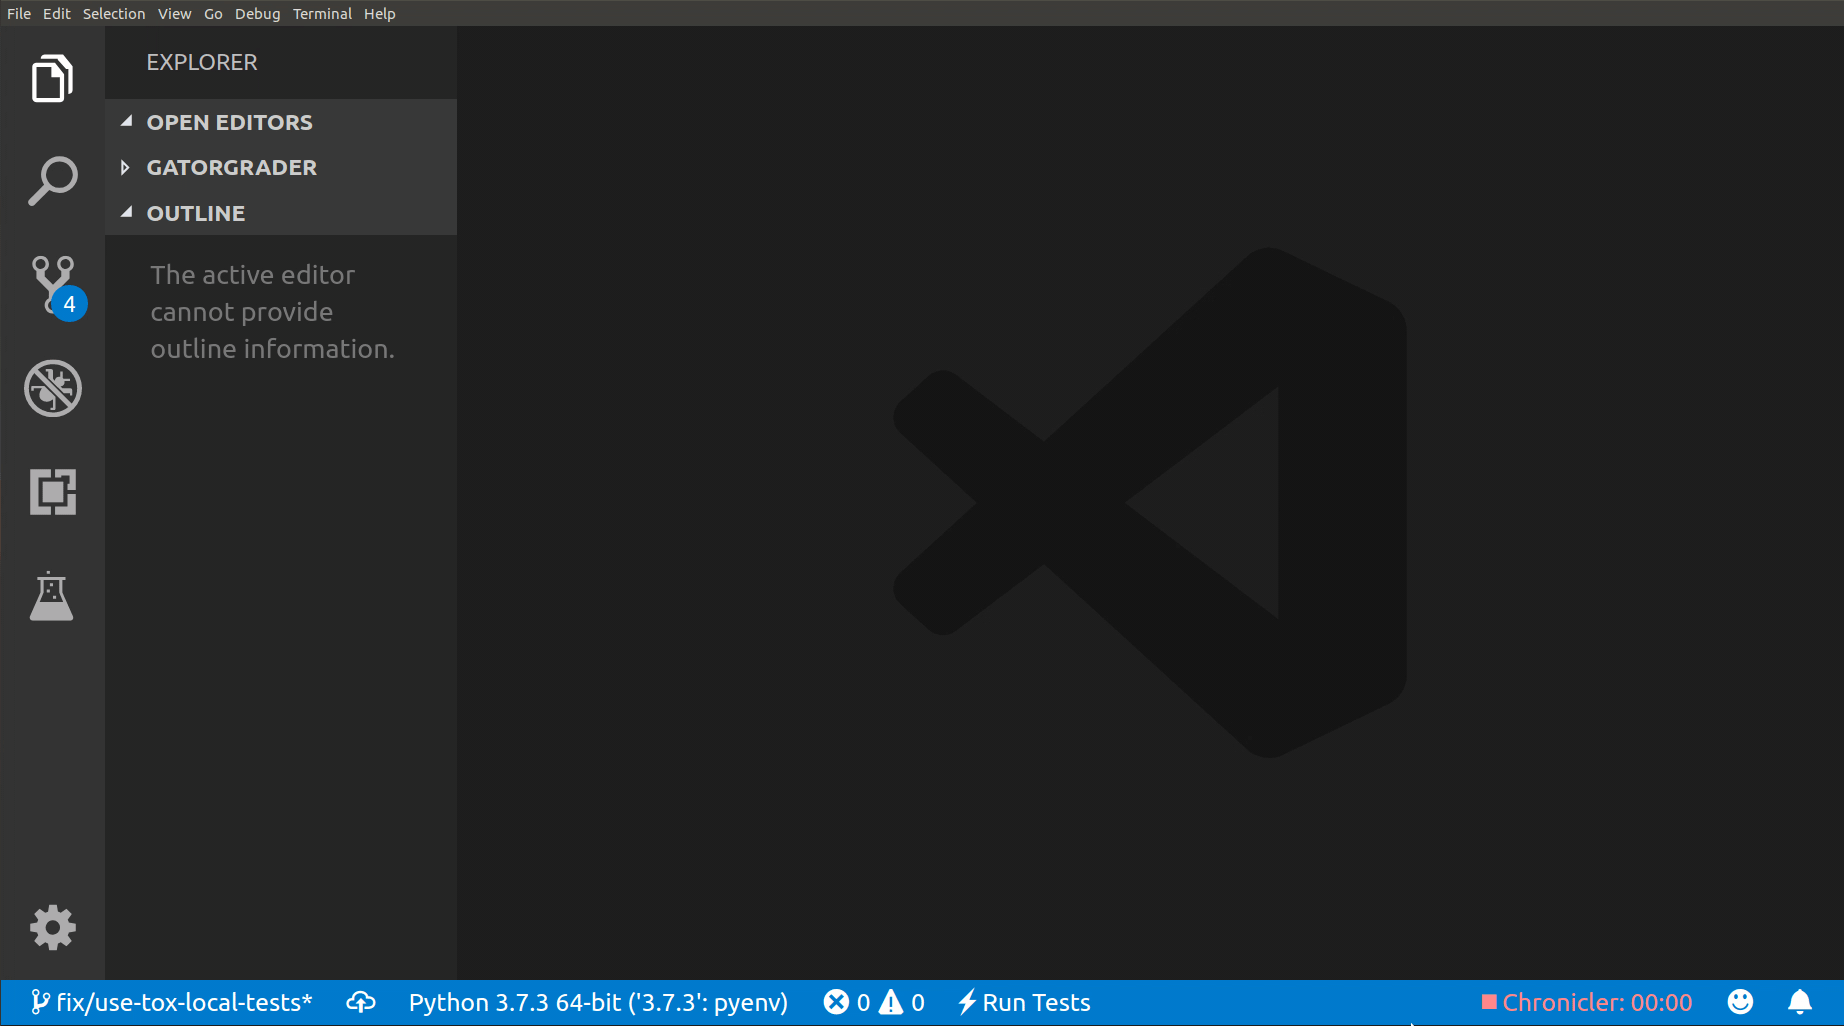 File Edit Selection View Go Debug Terminal Help
EXPLORER
OPEN EDITORS
GATORGRADER
OUTLINE
The active editor
cannot provide
outline information.
4
fix/use-tox-local-tests* Python 3.7.3 64-bit ('3.7.3': pyenv) 0 0 Run Tests Chronicler: 00:00